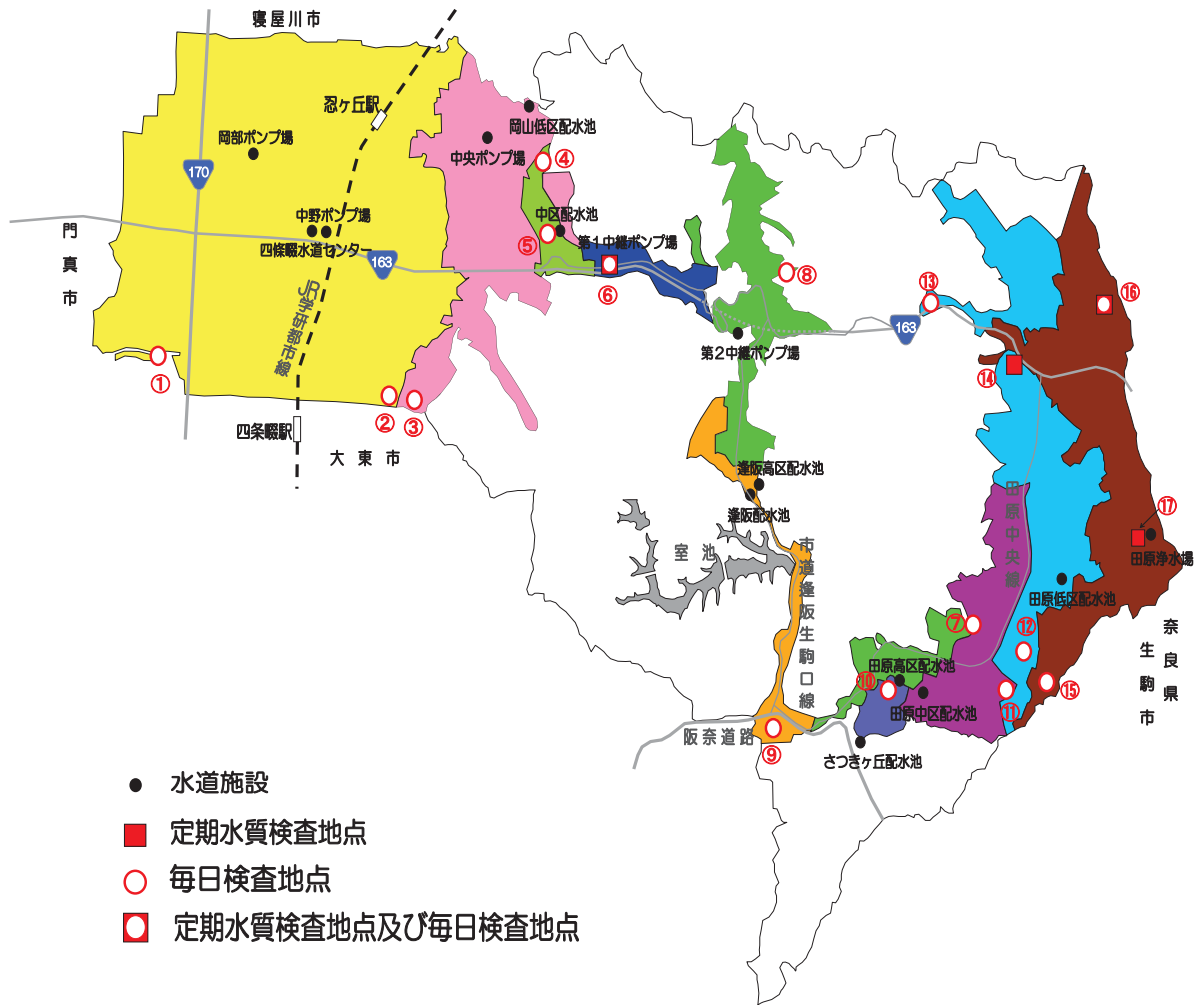 寝屋川市
忍ヶ丘駅
岡部ポンプ場
岡山低区配水池
中央ポンプ場
④
170
中野ポンプ場
四條畷水道センター
中区配水池
⑤
第1中継ポンプ場
163
⑥
⑧
⑬
⑯
門真市
JR学研都市線
163
第2中継ポンプ場
⑭
①
②
③
四条畷駅
大東市
逢阪高区配水池
逢阪配水池
田原中央線
⑰
室池
市道逢阪生駒口線
田原浄水場
田原低区配水池
⑦
⑫
奈良県
生駒市
田原高区配水池
⑩
⑮
⑪
田原中区配水池
阪奈道路
⑨
さつきヶ丘配水池
水道施設
定期水質検査地点
毎日検査地点
定期水質検査地点及び毎日検査地点